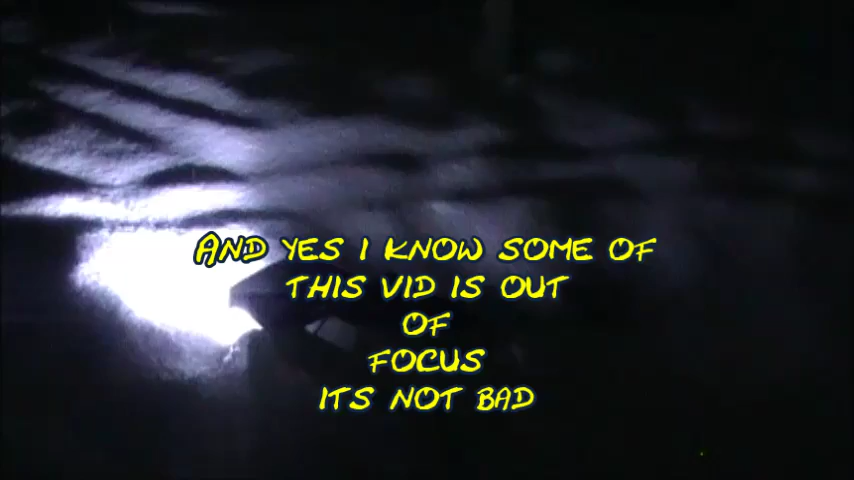 AND YES I KNOW SOME OF
THIS VID IS OUT
OF
FOCUS
ITS NOT BAD